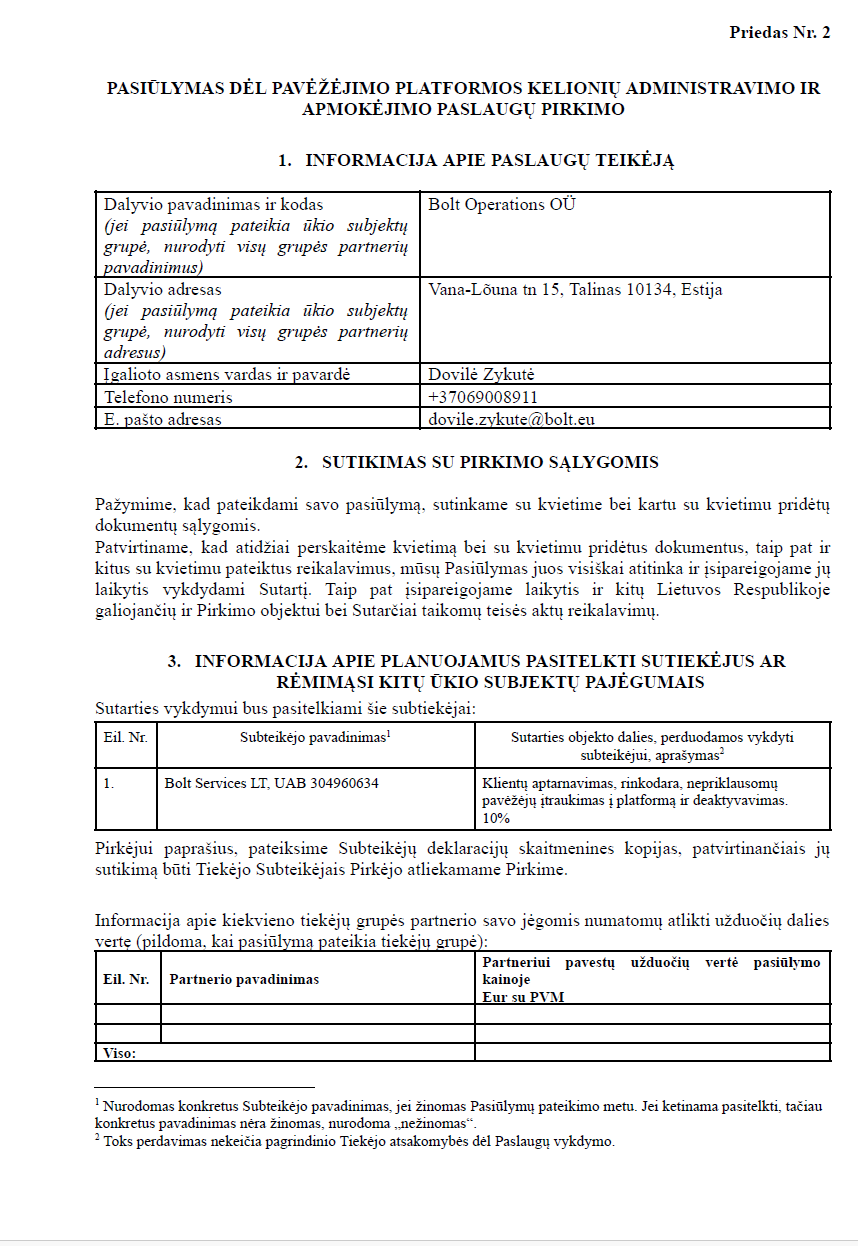 Priedas Nr. 2
PASIŪLYMAS DĖL PAVĖŽĖJIMO PLATFORMOS KELIONIŲ ADMINISTRAVIMO IR
APMOKĖJIMO PASLAUGŲ PIRKIMO
1. INFORMACIJA APIE PASLAUGŲ TEIKĖJĄ
Dalyvio pavadinimas ir kodas
(jei pasiūlymą pateikia ūkio subjektų
grupė, nurodyti visų grupės partnerių
pavadinimus)
Bolt Operations OÜ
Dalyvio adresas
(jei pasiūlymą pateikia ūkio subjektų
grupė, nurodyti visų grupės partnerių
adresus)
Vana-Lõuna tn 15, Talinas 10134, Estija
Įgalioto asmens vardas ir pavardė
Dovilė Zykutė
Telefono numeris
+37069008911
E. pašto adresas
dovile.zykute@bolt.eu
2. SUTIKIMAS SU PIRKIMO SĄLYGOMIS
Pažymime, kad pateikdami savo pasiūlymą, sutinkame su kvietime bei kartu su kvietimu pridėtų
dokumentų sąlygomis.
Patvirtiname, kad atidžiai perskaitėme kvietimą bei su kvietimu pridėtus dokumentus, taip pat ir
kitus su kvietimu pateiktus reikalavimus, mūsų Pasiūlymas juos visiškai atitinka ir įsipareigojame jų
laikytis vykdydami Sutartį. Taip pat įsipareigojame laikytis ir kitų Lietuvos Respublikoje
galiojančių ir Pirkimo objektui bei Sutarčiai taikomų teisės aktų reikalavimų.
3. INFORMACIJA APIE PLANUOJAMUS PASITELKTI SUTIEKĖJUS AR
RĖMIMĄSI KITŲ ŪKIO SUBJEKTŲ PAJĖGUMAIS
Sutarties vykdymui bus pasitelkiami šie subtiekėjai:
Eil. Nr.
Subteikėjo pavadinimas¹
Sutarties objekto dalies, perduodamos vykdyti
subteikėjui, aprašymas²
1.
Bolt Services LT, UAB 304960634
Klientų aptarnavimas, rinkodara, nepriklausomų
pavėžėjų įtraukimas į platformą ir deaktyvavimas.
10%
Pirkėjui paprašius, pateiksime Subteikėjų deklaracijų skaitmenines kopijas, patvirtinančiais jų
sutikimą būti Tiekėjo Subteikėjais Pirkėjo atliekamame Pirkime.
Informacija apie kiekvieno tiekėjų grupės partnerio savo jėgomis numatomų atlikti užduočių dalies
vertę (pildoma, kai pasiūlymą pateikia tiekėjų grupė):
Eil. Nr.
Partnerio pavadinimas
Partneriui pavestų užduočių vertė pasiūlymo
kainoje
Eur su PVM
Viso:
¹ Nurodomas konkretus Subteikėjo pavadinimas, jei žinomas Pasiūlymų pateikimo metu. Jei ketinama pasitelkti, tačiau
konkretus pavadinimas nėra žinomas, nurodoma „nežinomas“.
² Toks perdavimas nekeičia pagrindinio Tiekėjo atsakomybės dėl Paslaugų vykdymo.